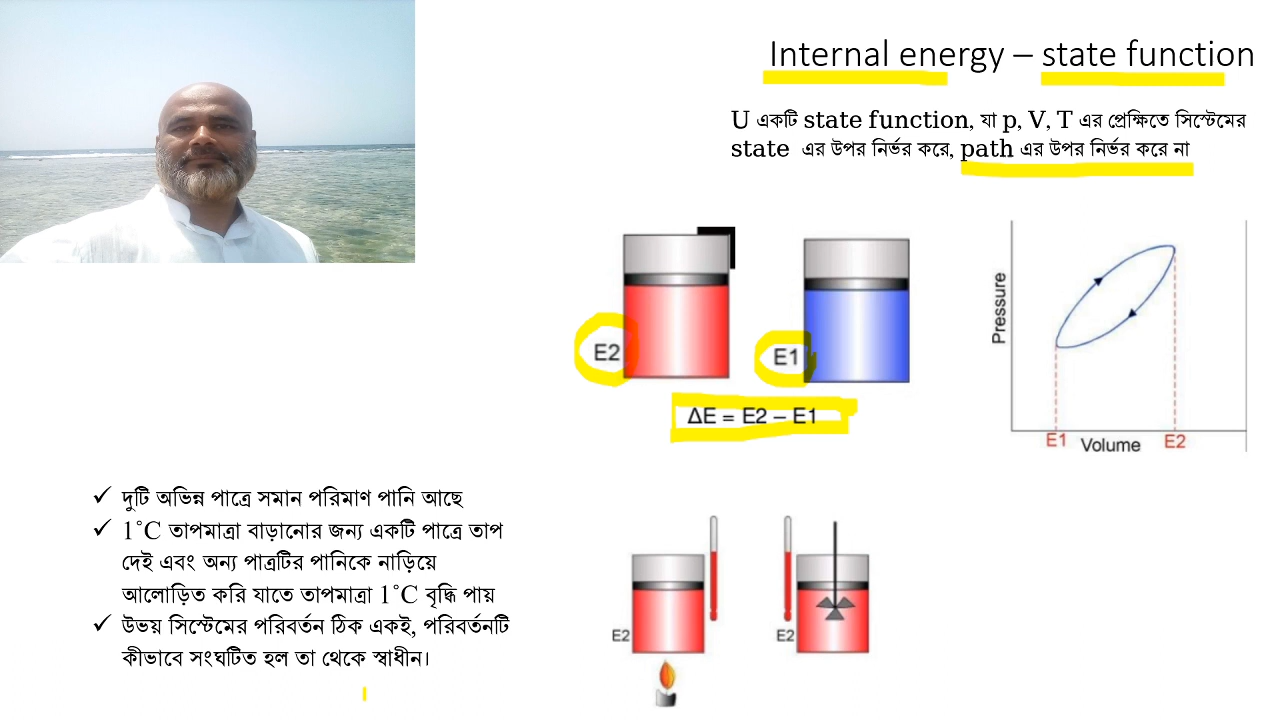 Internal energy – state function
U একটি state function, যা p, V, T এর প্রেক্ষিতে সিস্টেমের
state এর উপর নির্ভর করে, path এর উপর নির্ভর করে না
E2
E1
ΔE = E2 – E1
Pressure
E1
Volume
E2
✓ দুটি অভিন্ন পাত্রে সমান পরিমাণ পানি আছে
✓ 1˚C তাপমাত্রা বাড়ানোর জন্য একটি পাত্রে তাপ
দেই এবং অন্য পাত্রটির পানিকে নাড়িয়ে
আলোড়িত করি যাতে তাপমাত্রা 1˚C বৃদ্ধি পায়
✓ উভয় সিস্টেমের পরিবর্তন ঠিক একই, পরিবর্তনটি
কীভাবে সংঘটিত হল তা থেকে স্বাধীন।
E2
E2